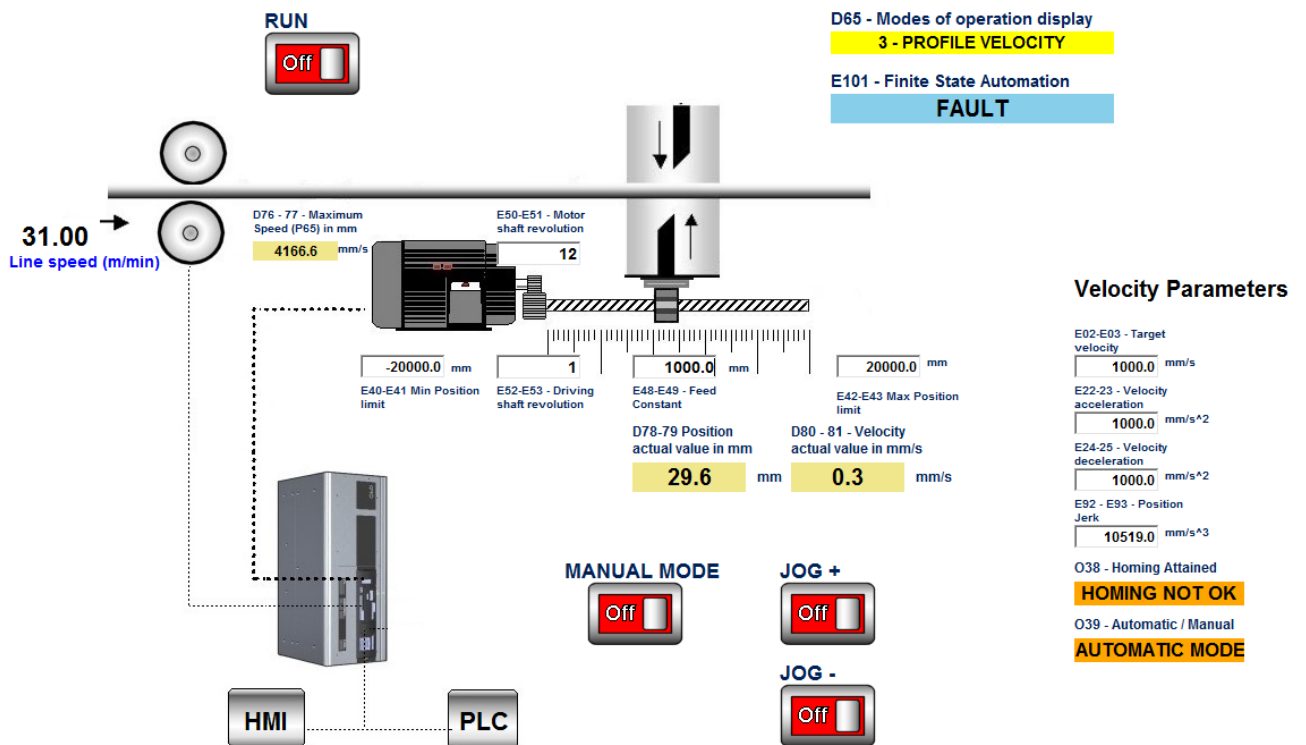 RUN
Off
D65 - Modes of operation display
3 - PROFILE VELOCITY
E101 - Finite State Automation
FAULT
31.00
Line speed (m/min)
D76 - 77 - Maximum
Speed (P65) in mm
4166.6 mm/s
E50-E51 - Motor
shaft revolution
12
-20000.0 mm
E40-E41 Min Position
limit
1
E52-E53 - Driving
shaft revolution
1000.0 mm
E48-E49 - Feed
Constant
20000.0 mm
E42-E43 Max Position
limit
D78-79 Position
actual value in mm
29.6 mm
D80 - 81 - Velocity
actual value in mm/s
0.3 mm/s
Velocity Parameters
E02-E03 - Target
velocity
1000.0 mm/s
E22-23 - Velocity
acceleration
1000.0 mm/s^2
E24-25 - Velocity
deceleration
1000.0 mm/s^2
E92 - E93 - Position
Jerk
10519.0 mm/s^3
O38 - Homing Attained
HOMING NOT OK
O39 - Automatic / Manual
AUTOMATIC MODE
MANUAL MODE
Off
JOG +
Off
JOG -
Off
HMI
PLC